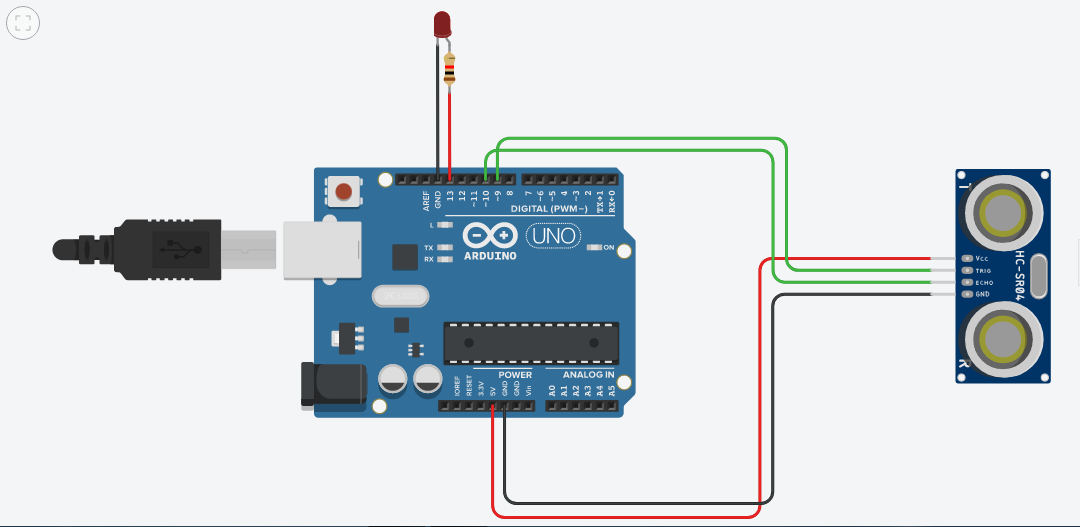 AREF
GND
13
12
~11
~10
~9
8
7
~6
~5
4
~3
2
TX→1
RX←0
DIGITAL (PWM~)
L
TX
RX
ARDUINO
UNO
ON
POWER
ANALOG IN
IOREF
RESET
3.3V
5V
GND
GND
Vin
A0
A1
A2
A3
A4
A5
T
VCC
TRIG
ECHO
GND
HC-SR04
R